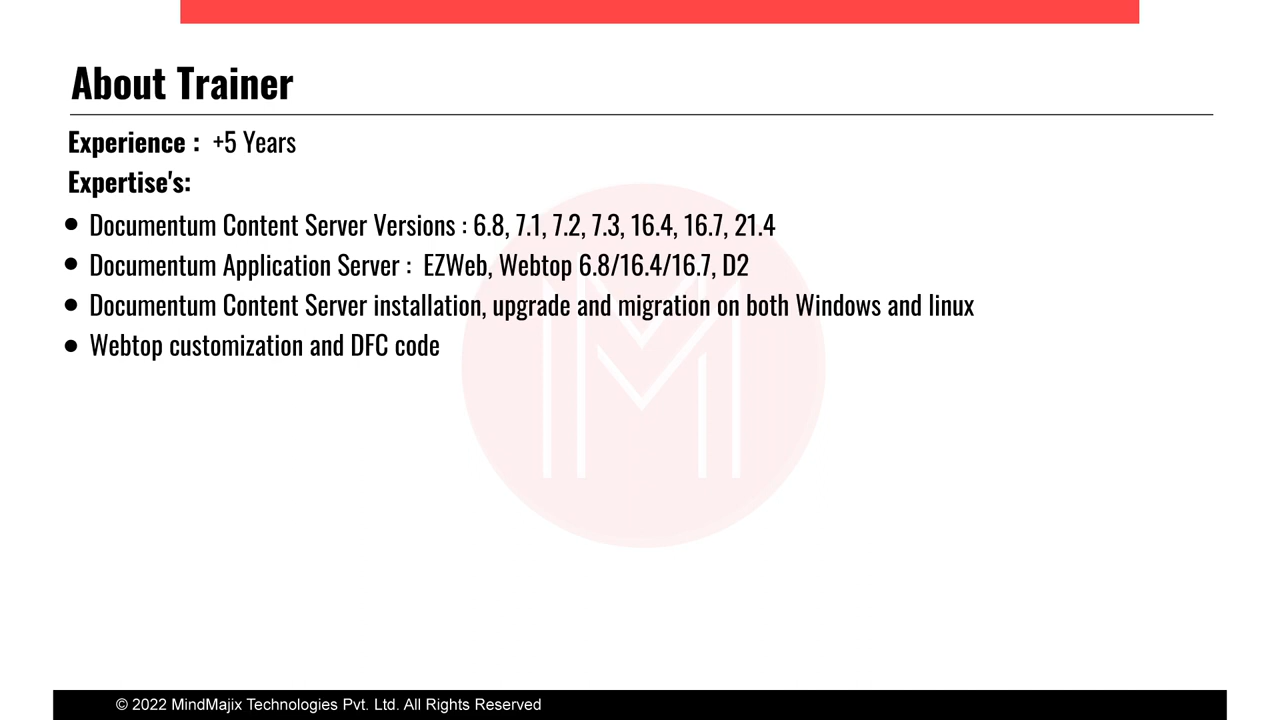 About Trainer
Experience : +5 Years
Expertise's:
● Documentum Content Server Versions : 6.8, 7.1, 7.2, 7.3, 16.4, 16.7, 21.4
● Documentum Application Server : EZWeb, Webtop 6.8/16.4/16.7, D2
● Documentum Content Server installation, upgrade and migration on both Windows and linux
● Webtop customization and DFC code
© 2022 MindMajix Technologies Pvt. Ltd. All Rights Reserved